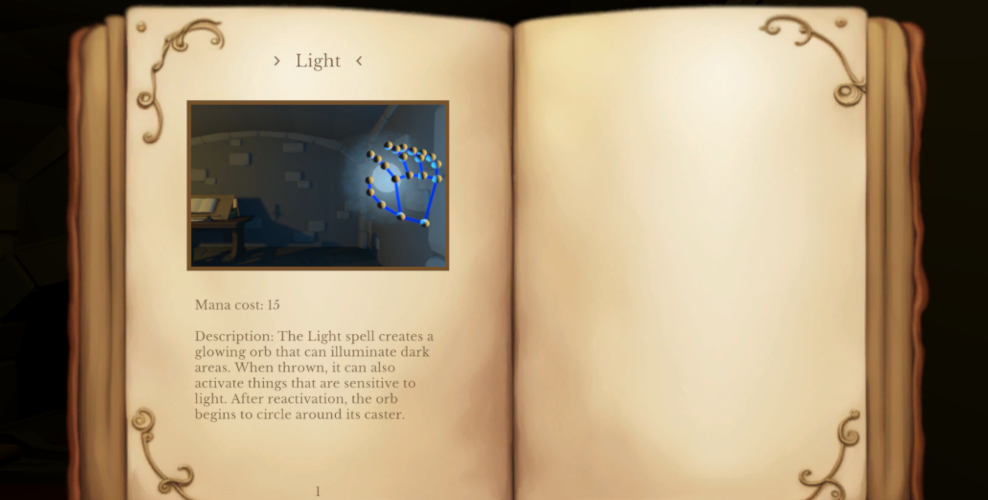 › Light ‹
Mana cost: 15
Description: The Light spell creates a
glowing orb that can illuminate dark
areas. When thrown, it can also
activate things that are sensitive to
light. After reactivation, the orb
begins to circle around its caster.
1